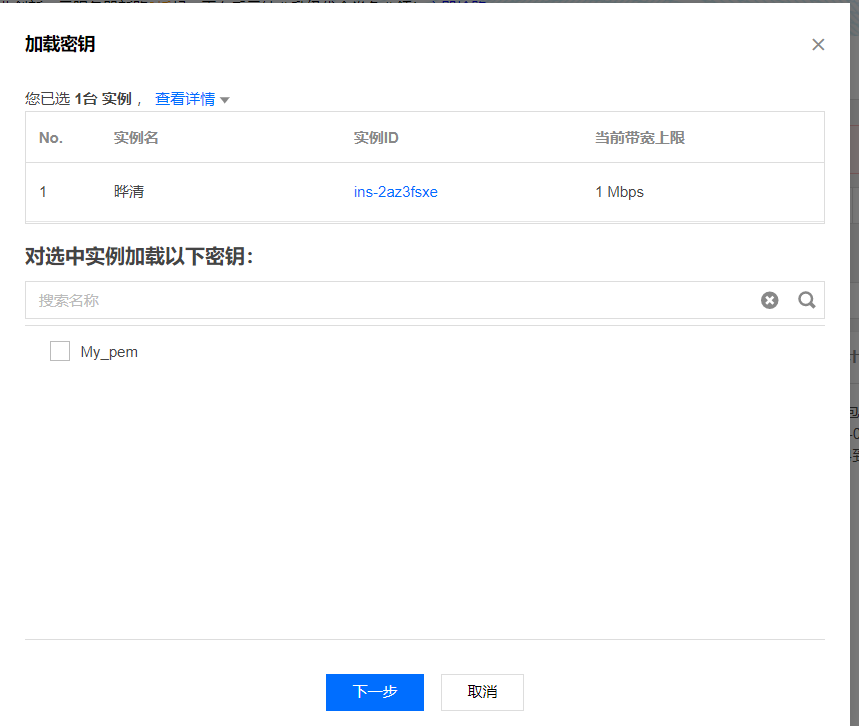 加载密钥
您已选 1台 实例 ， 查看详情
No. 实例名 实例ID 当前带宽上限
1 晔清 ins-2az3fsxe 1 Mbps
对选中实例加载以下密钥：
搜索名称
My_pem
下一步 取消